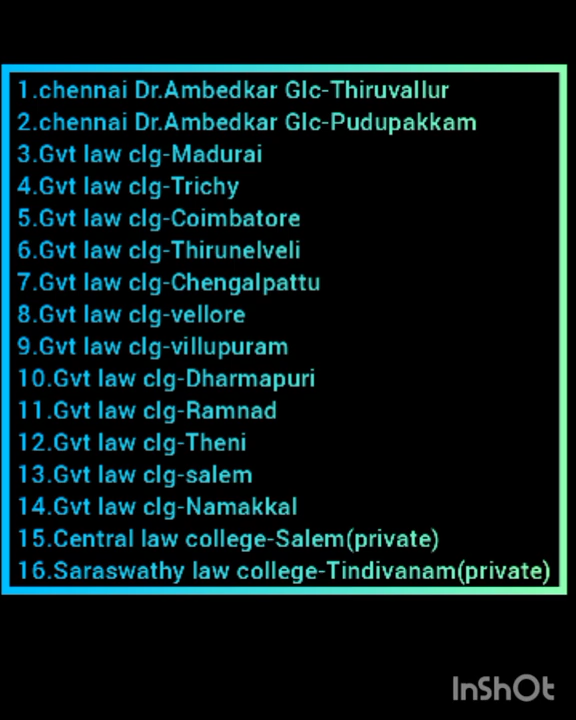 1.chennai Dr.Ambedkar Glc-Thiruvallur
2.chennai Dr.Ambedkar Glc-Pudupakkam
3.Gvt law clg-Madurai
4.Gvt law clg-Trichy
5.Gvt law clg-Coimbatore
6.Gvt law clg-Thirunelveli
7.Gvt law clg-Chengalpattu
8.Gvt law clg-vellore
9.Gvt law clg-villupuram
10.Gvt law clg-Dharmapuri
11.Gvt law clg-Ramnad
12.Gvt law clg-Theni
13.Gvt law clg-salem
14.Gvt law clg-Namakkal
15.Central law college-Salem(private)
16.Saraswathy law college-Tindivanam(private)
InShOt